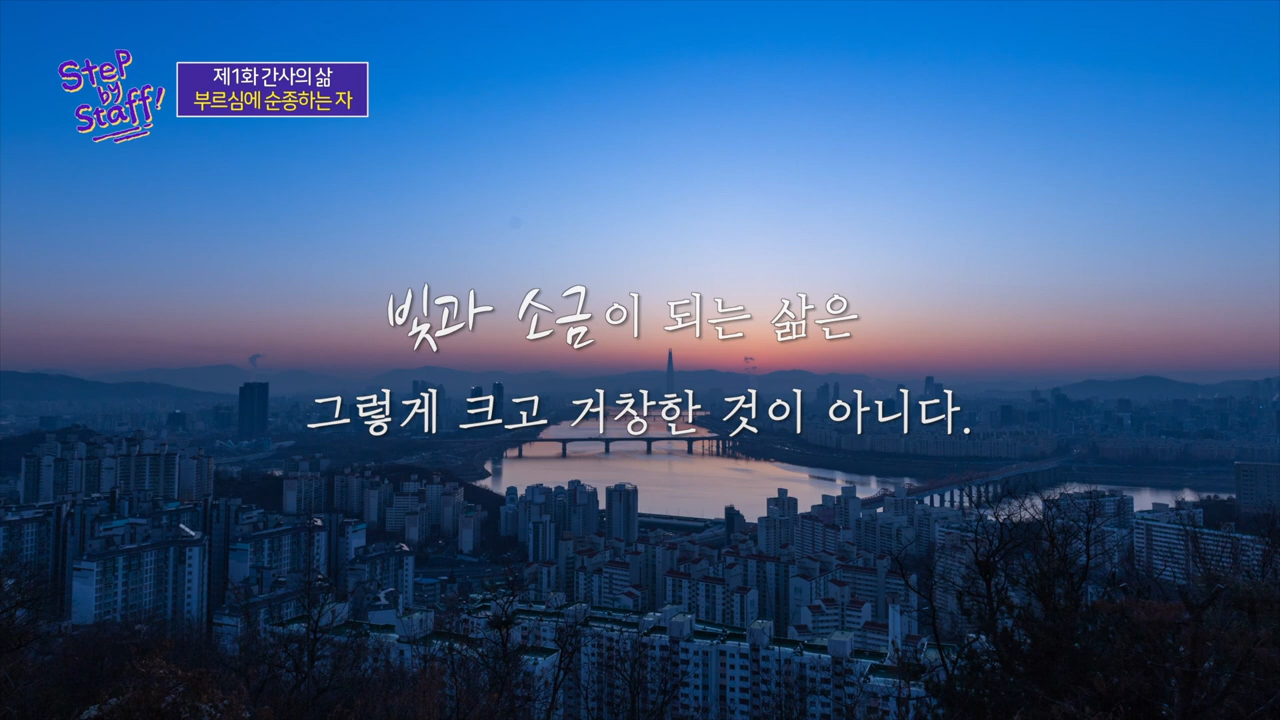 Step
by
Staff!
제1화 간사의 삶
부르심에 순종하는 자
빛과 소금이 되는 삶은
그렇게 크고 거창한 것이 아니다.